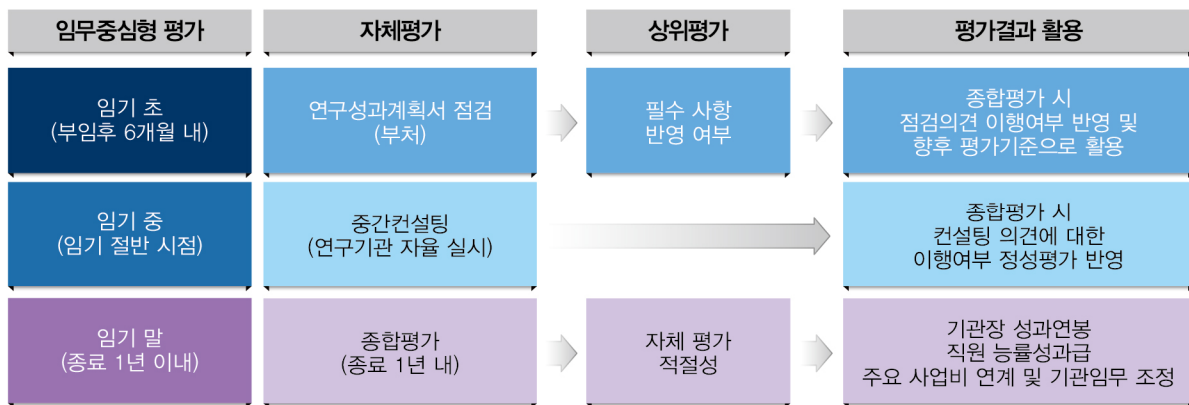 임무중심형 평가
자체평가
상위평가
평가결과 활용
임기 초
(부임후 6개월 내)
연구성과계획서 점검
(부처)
필수 사항
반영 여부
종합평가 시
점검의견 이행여부 반영 및
향후 평가기준으로 활용
임기 중
(임기 절반 시점)
중간컨설팅
(연구기관 자율 실시)
종합평가 시
컨설팅 의견에 대한
이행여부 정성평가 반영
임기 말
(종료 1년 이내)
종합평가
(종료 1년 내)
자체 평가
적절성
기관장 성과연봉
직원 능률성과급
주요 사업비 연계 및 기관임무 조정